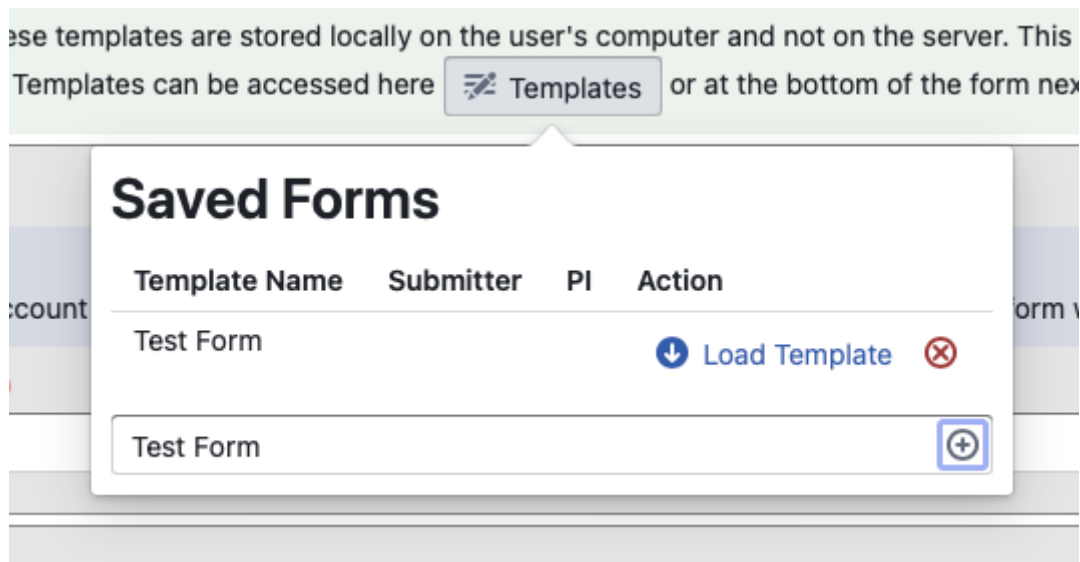 ese templates are stored locally on the user's computer and not on the server. This
Templates can be accessed here Templates or at the bottom of the form nex
Saved Forms
Template Name Submitter PI Action
ccount
orm
Test Form Load Template
Test Form